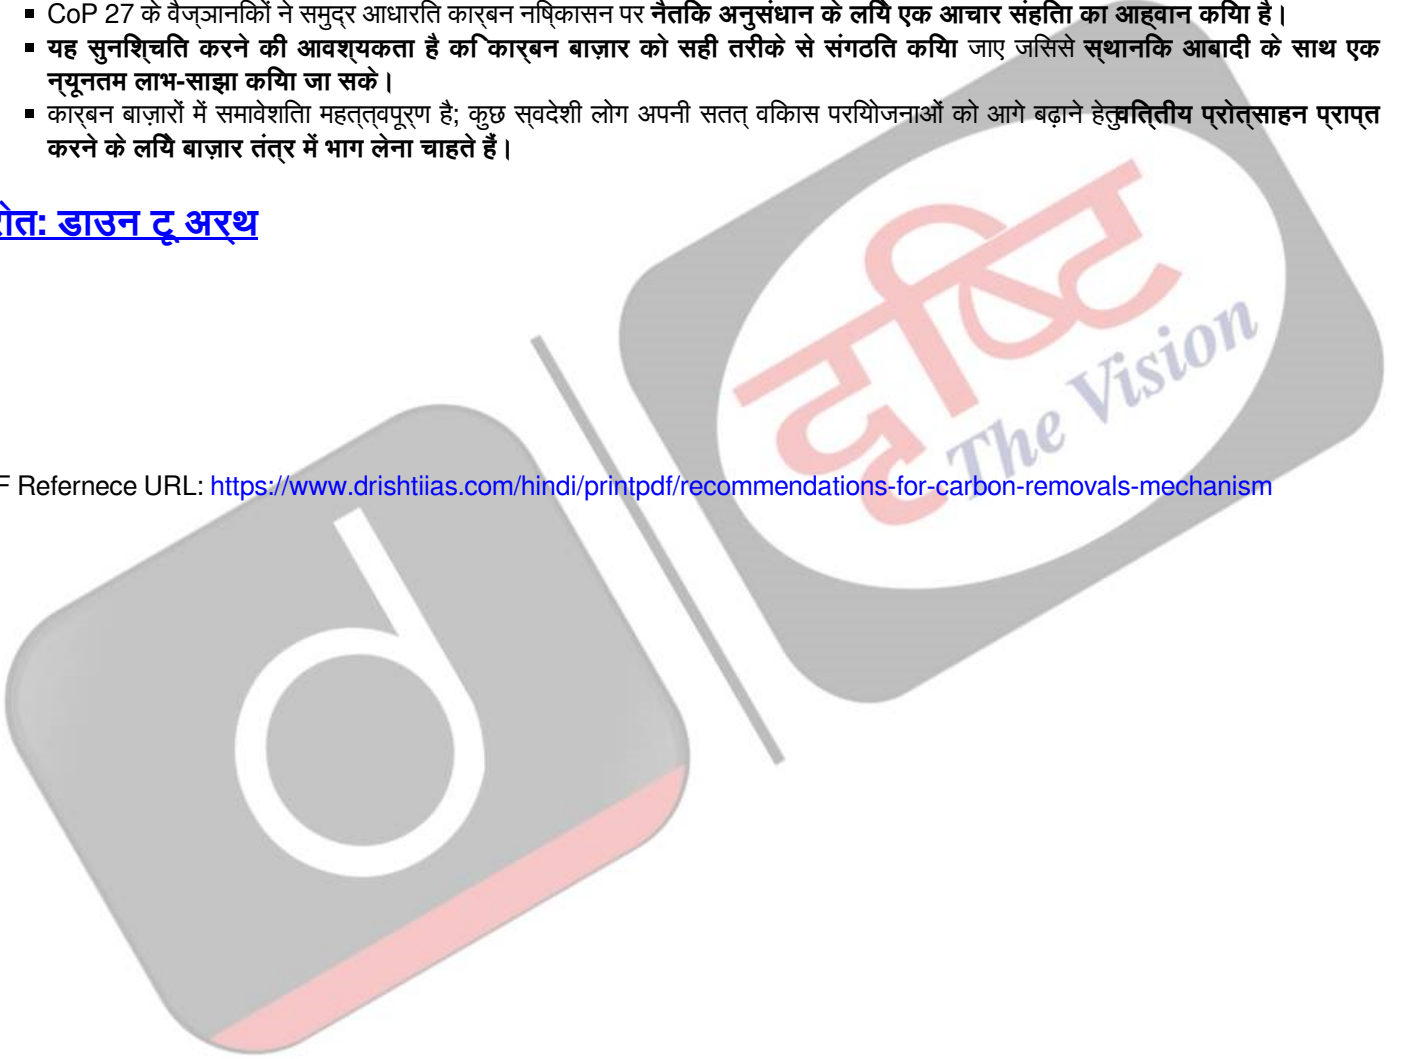 ▪ CoP 27 के वैज्ञानिकों ने समुद्र आधारित कार्बन निष्कासन पर नैतिक अनुसंधान के लिये एक आचार संहिता का आह्वान किया है।
▪ यह सुनिश्चित करने की आवश्यकता है कि कार्बन बाज़ार को सही तरीके से संगठित किया जाए जिससे स्थानिक आबादी के साथ एक
न्यूनतम लाभ-साझा किया जा सके।
▪ कार्बन बाज़ारों में समावेशिता महत्त्वपूर्ण है; कुछ स्वदेशी लोग अपनी सतत् विकास परियोजनाओं को आगे बढ़ाने हेतु वित्तीय प्रोत्साहन प्राप्त
करने के लिये बाज़ार तंत्र में भाग लेना चाहते हैं।
रोत: डाउन टू अर्थ
दृष्टि
The Vision
F Refernece URL: https://www.drishtiias.com/hindi/printpdf/recommendations-for-carbon-removals-mechanism
d